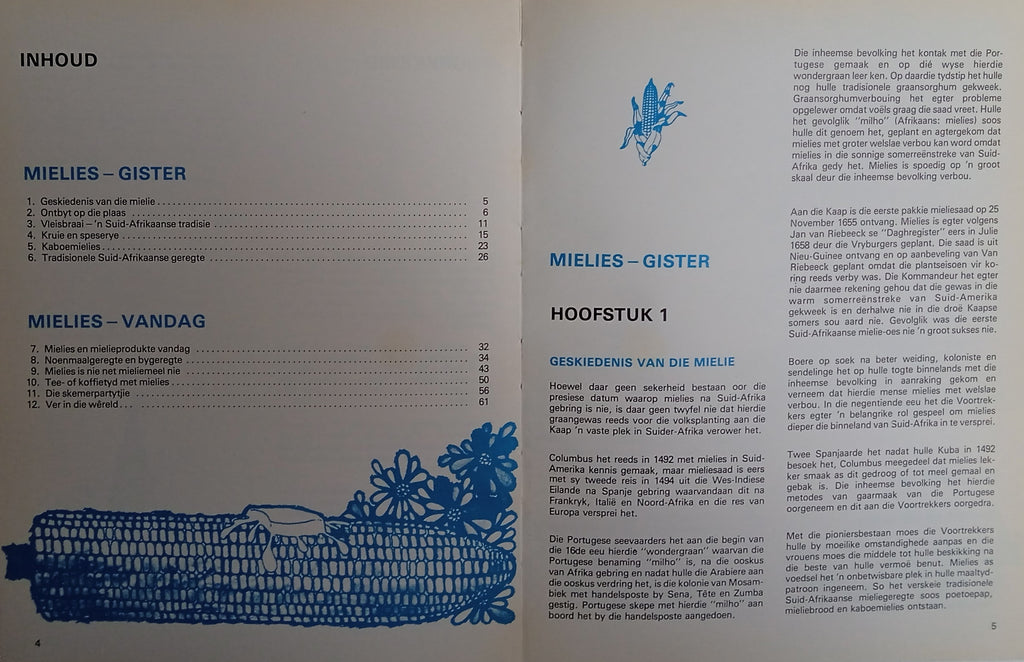 INHOUD
MIELIES – GISTER
1. Geskiedenis van die mielie . . . . . . . . . . 5
2. Ontbyt op die plaas . . . . . . . . . . 6
3. Vleisbraai – 'n Suid-Afrikaanse tradisie . . . . . . . . . . 11
4. Kruie en speserye . . . . . . . . . . 15
5. Kaboemielies . . . . . . . . . . 23
6. Tradisionele Suid-Afrikaanse geregte . . . . . . . . . . 26
MIELIES – VANDAG
7. Mielies en mielieprodukte vandag . . . . . . . . . . 32
8. Noenmaalgeregte en bygeregte . . . . . . . . . . 34
9. Mielies is nie net mieliemeel nie . . . . . . . . . . 43
10. Tee- of koffietyd met mielies . . . . . . . . . . 50
11. Die skemerpartytjie . . . . . . . . . . 56
12. Ver in die wêreld . . . . . . . . . . 61
4
MIELIES – GISTER
HOOFSTUK 1
GESKIEDENIS VAN DIE MIELIE
Hoewel daar geen sekerheid bestaan oor die
presiese datum waarop mielies na Suid-Afrika
gebring is nie, is daar geen twyfel nie dat hierdie
graangewas reeds voor die volksplanting aan die
Kaap 'n vaste plek in Suider-Afrika verower het.
Columbus het reeds in 1492 met mielies in Suid-
Amerika kennis gemaak, maar mieliesaad is eers
met sy tweede reis in 1494 uit die Wes-Indiese
Eilande na Spanje gebring waarvandaan dit na
Frankryk, Italië en Noord-Afrika en die res van
Europa versprei het.
Die Portugese seevaarders het aan die begin van
die 16de eeu hierdie "wondergraan" waarvan die
Portugese benaming "milho" is, na die ooskus
van Afrika gebring en nadat hulle die Arabiere aan
die ooskus verdring het, is die kolonie van Mosam-
biek met handelsposte by Sena, Tête en Zumba
gestig. Portugese skepe met hierdie "milho" aan
boord het by die handelsposte aangedoen.
Die inheemse bevolking het kontak met die Por-
tugese gemaak en op dié wyse hierdie
wondergraan leer ken. Op daardie tydstip het hulle
nog hulle tradisionele graansorghum gekweek.
Graansorghumverbouing het egter probleme
opgelewer omdat voëls graag die saad vreet. Hulle
het gevolglik "milho" (Afrikaans: mielies) soos
hulle dit genoem het, geplant en agtergekom dat
mielies met groter welslae verbou kan word omdat
mielies in die sonnige somerreënstreke van Suid-
Afrika gedy het. Mielies is spoedig op 'n groot
skaal deur die inheemse bevolking verbou.
Aan die Kaap is die eerste pakkie mieliesaad op 25
November 1655 ontvang. Mielies is egter volgens
Jan van Riebeeck se "Daghregister" eers in Julie
1658 deur die Vryburgers geplant. Die saad is uit
Nieu-Guinee ontvang en op aanbeveling van Van
Riebeeck geplant omdat die plantseisoen vir ko-
ring reeds verby was. Die Kommandeur het egter
nie daarmee rekening gehou dat die gewas in die
warm somerreënstreke van Suid-Amerika
gekweek is en derhalwe nie in die droë Kaapse
somers sou aard nie. Gevolglik was die eerste
Suid-Afrikaanse mielie-oes nie 'n groot sukses nie.
Boere op soek na beter weiding, koloniste en
sendelinge het op hulle togte binnelands met die
inheemse bevolking in aanraking gekom en
verneem dat hierdie mense mielies met welslae
verbou. In die negentiende eeu het die Voortrek-
kers egter 'n belangrike rol gespeel om mielies
dieper die binneland van Suid-Afrika in te versprei.
Twee Spanjaarde het nadat hulle Kuba in 1492
besoek het, Columbus meegedeel dat mielies lek-
ker smaak as dit gedroog of tot meel gemaal en
gebak is. Die inheemse bevolking het hierdie
metodes van gaarmaak van die Portugese
oorgeneem en dit aan die Voortrekkers oorgedra.
Met die pioniersbestaan moes die Voortrekkers
hulle by moeilike omstandighede aanpas en die
vrouens moes die middele tot hulle beskikking na
die beste van hulle vermoë benut. Mielies as
voedsel het 'n onbetwisbare plek in hulle maaltyd-
patroon ingeneem. So het verskeie tradisionele
Suid-Afrikaanse mieliegeregte soos poetoepap,
mieliebrood en kaboemielies ontstaan.
5